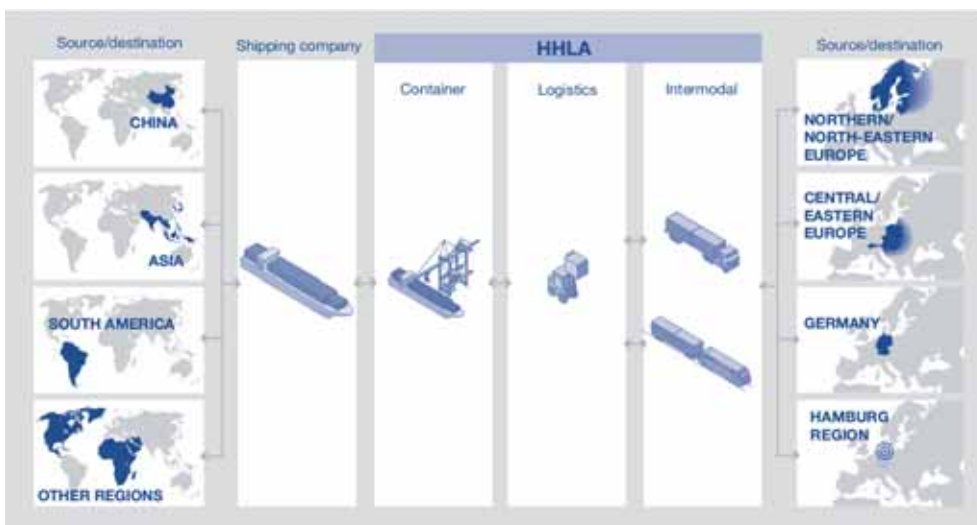 Source/destination
Shipping company
HHLA
Source/destination
Container
Logistics
Intermodal
CHINA
ASIA
SOUTH AMERICA
OTHER REGIONS
NORTHERN/
NORTH-EASTERN
EUROPE
CENTRAL/
EASTERN
EUROPE
GERMANY
HAMBURG
REGION